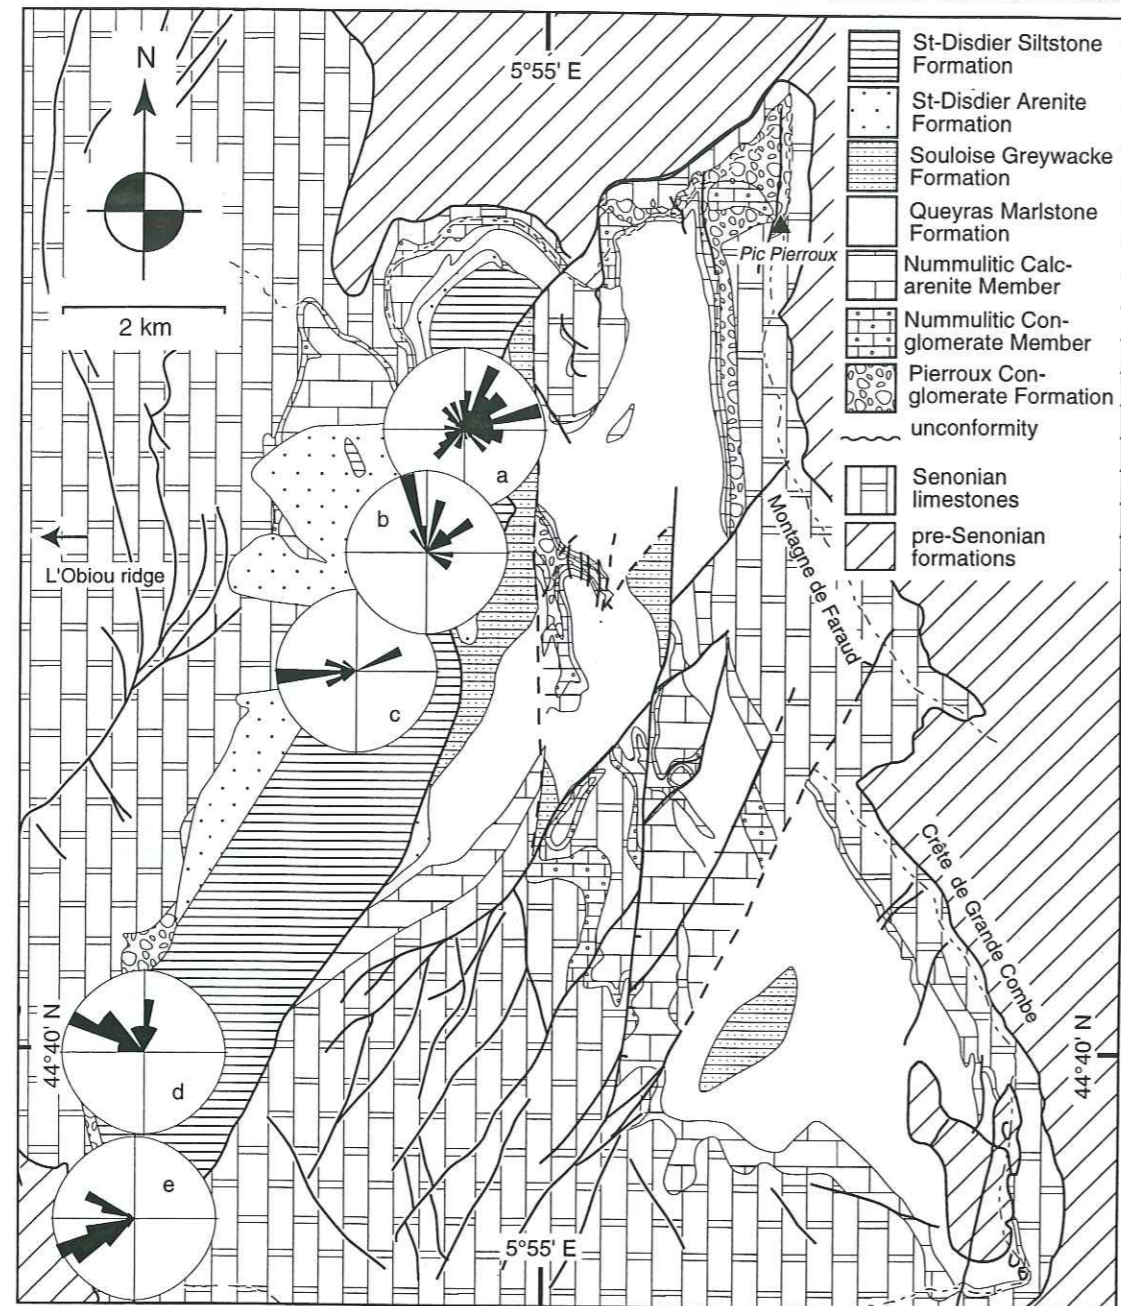 N
5°55' E
2 km
St-Disdier Siltstone
Formation
St-Disdier Arenite
Formation
Souloise Greywacke
Formation
Queyras Marlstone
Formation
Nummulitic Calc-
arenite Member
Nummulitic Con-
glomerate Member
Pierroux Con-
glomerate Formation
unconformity
Senonian
limestones
pre-Senonian
formations
Pic Pierroux
a
b
L'Obiou ridge
Montagne de Faraud
c
Crête de Grande Combe
44°40' N
44°40' N
d
e
5°55' E